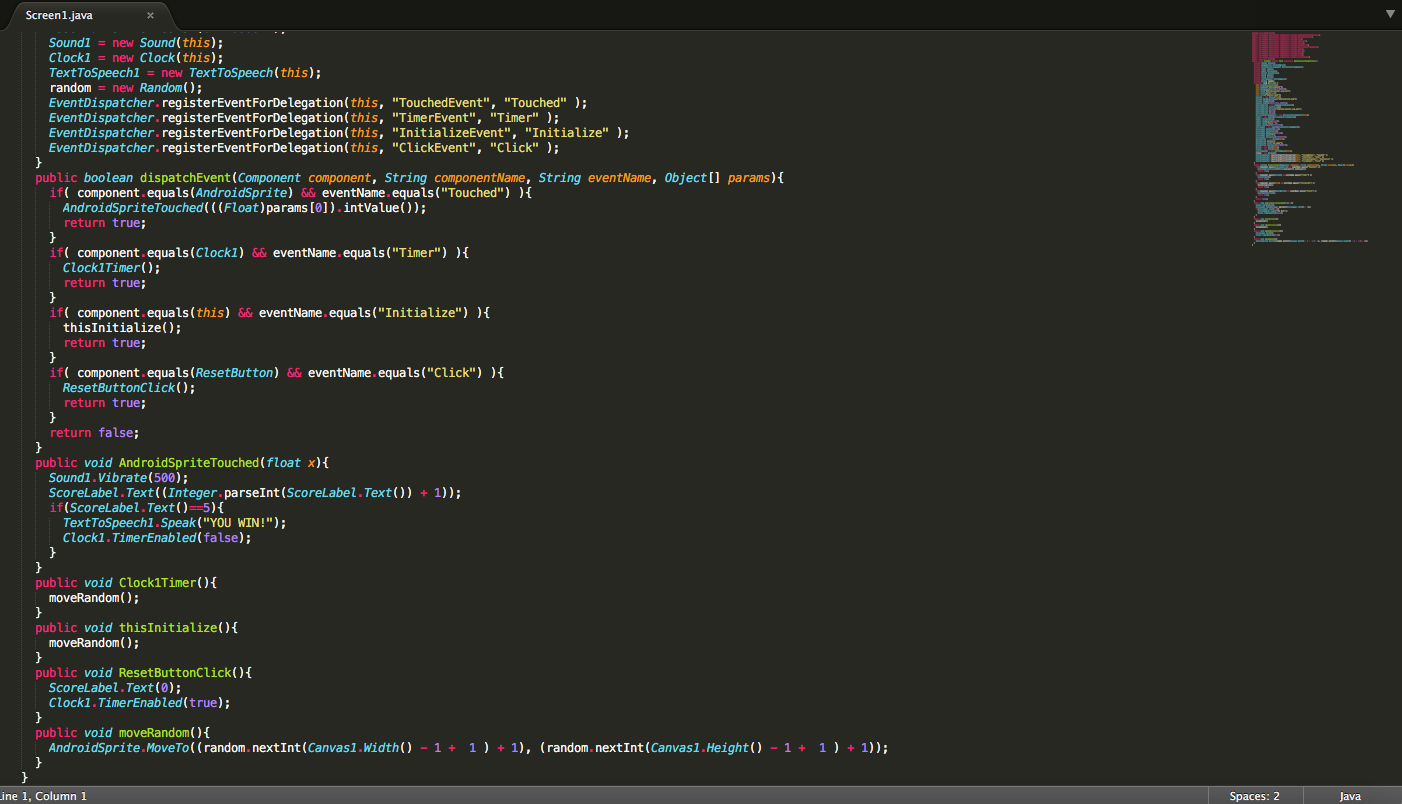 Screen1.java
Sound1 = new Sound(this);
Clock1 = new Clock(this);
TextToSpeech1 = new TextToSpeech(this);
random = new Random();
EventDispatcher.registerEventForDelegation(this, "TouchedEvent", "Touched" );
EventDispatcher.registerEventForDelegation(this, "TimerEvent", "Timer" );
EventDispatcher.registerEventForDelegation(this, "InitializeEvent", "Initialize" );
EventDispatcher.registerEventForDelegation(this, "ClickEvent", "Click" );
}
public boolean dispatchEvent(Component component, String componentName, String eventName, Object[] params){
if( component.equals(AndroidSprite) && eventName.equals("Touched") ){
AndroidSpriteTouched(((Float)params[0]).intValue());
return true;
}
if( component.equals(Clock1) && eventName.equals("Timer") ){
Clock1Timer();
return true;
}
if( component.equals(this) && eventName.equals("Initialize") ){
thisInitialize();
return true;
}
if( component.equals(ResetButton) && eventName.equals("Click") ){
ResetButtonClick();
return true;
}
return false;
}
public void AndroidSpriteTouched(float x){
Sound1.Vibrate(500);
ScoreLabel.Text((Integer.parseInt(ScoreLabel.Text()) + 1));
if(ScoreLabel.Text()==5){
TextToSpeech1.Speak("YOU WIN!");
Clock1.TimerEnabled(false);
}
}
public void Clock1Timer(){
moveRandom();
}
public void thisInitialize(){
moveRandom();
}
public void ResetButtonClick(){
ScoreLabel.Text(0);
Clock1.TimerEnabled(true);
}
public void moveRandom(){
AndroidSprite.MoveTo((random.nextInt(Canvas1.Width() - 1 +  1 ) + 1), (random.nextInt(Canvas1.Height() - 1 +  1 ) + 1));
}
}
ine 1, Column 1
Spaces: 2
Java